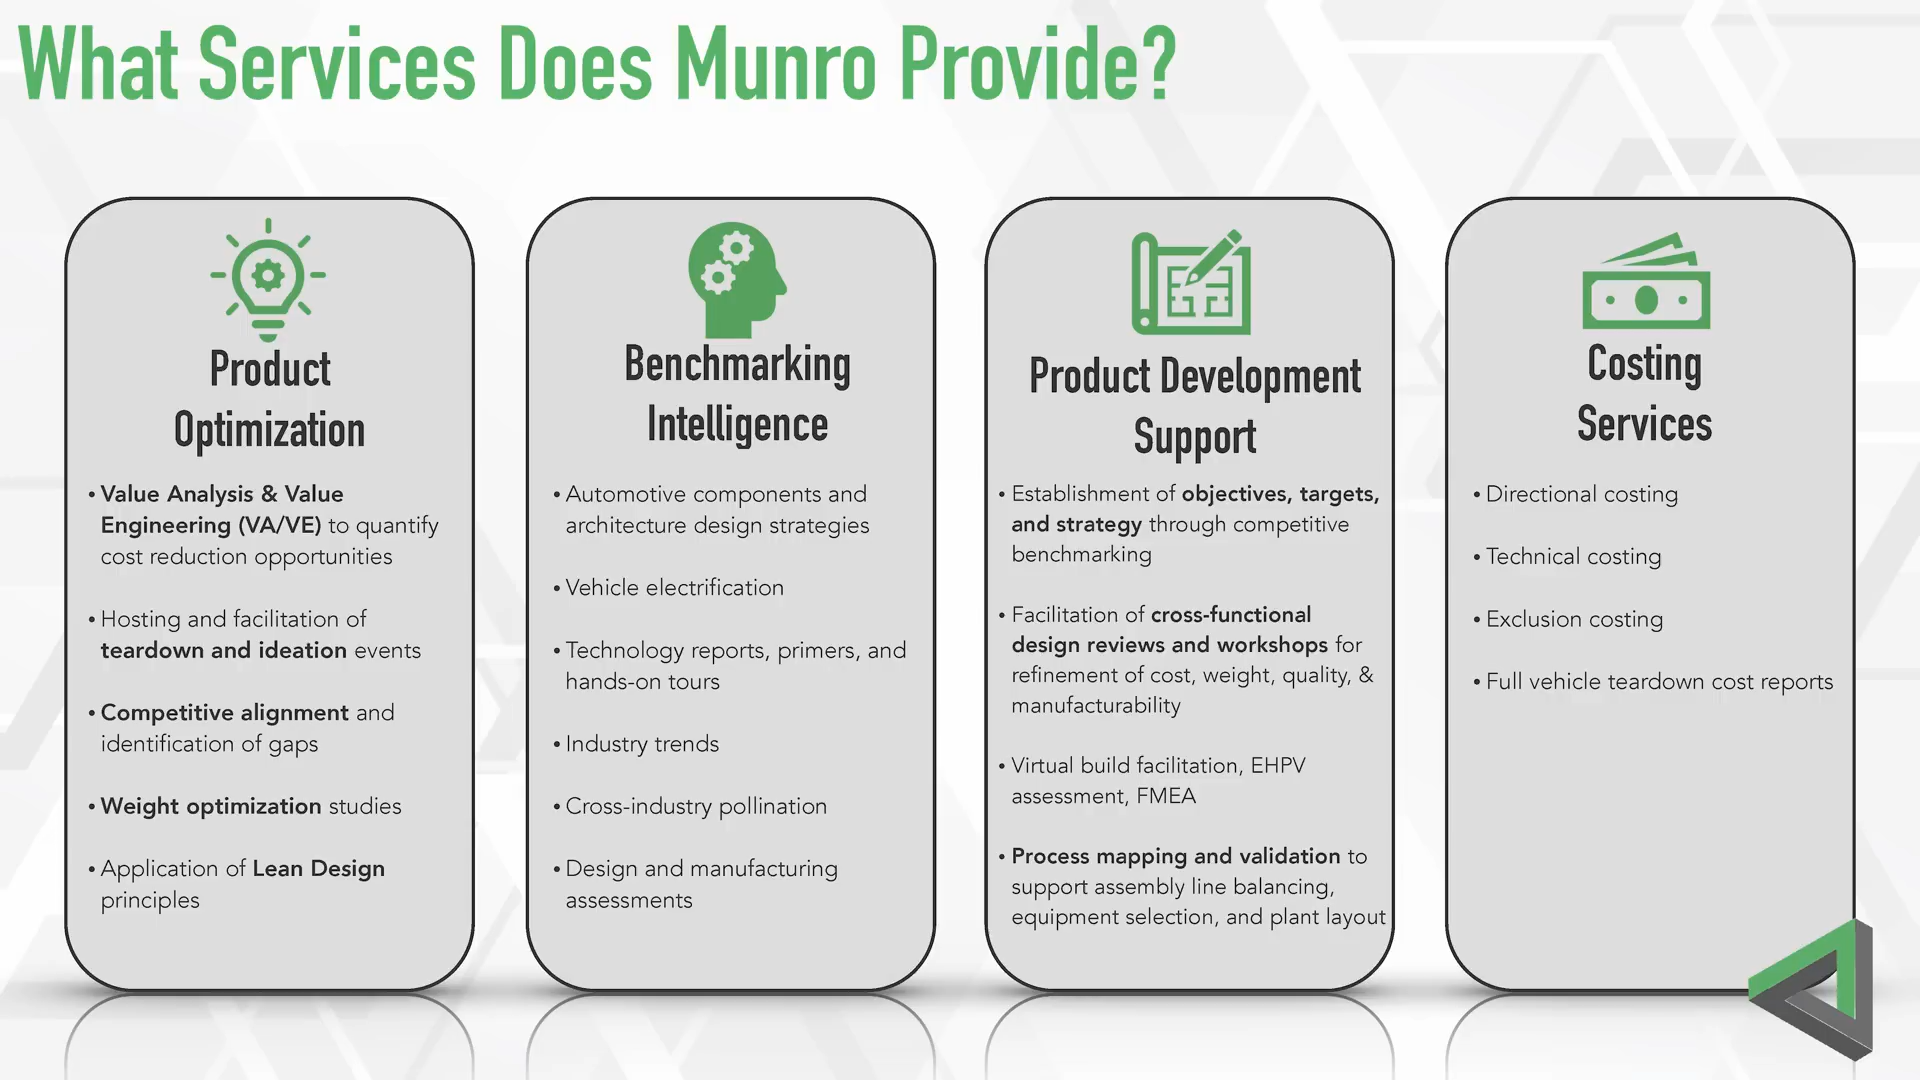 What Services Does Munro Provide?
Product
Optimization
• Value Analysis & Value
Engineering (VA/VE) to quantify
cost reduction opportunities
• Hosting and facilitation of
teardown and ideation events
• Competitive alignment and
identification of gaps
• Weight optimization studies
• Application of Lean Design
principles
Benchmarking
Intelligence
• Automotive components and
architecture design strategies
• Vehicle electrification
• Technology reports, primers, and
hands-on tours
• Industry trends
• Cross-industry pollination
• Design and manufacturing
assessments
Product Development
Support
• Establishment of objectives, targets,
and strategy through competitive
benchmarking
• Facilitation of cross-functional
design reviews and workshops for
refinement of cost, weight, quality, &
manufacturability
• Virtual build facilitation, EHPV
assessment, FMEA
• Process mapping and validation to
support assembly line balancing,
equipment selection, and plant layout
Costing
Services
• Directional costing
• Technical costing
• Exclusion costing
• Full vehicle teardown cost reports